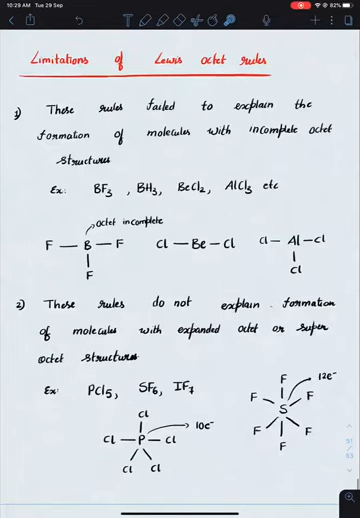 10:29 AM Tue 29 Sep
82%
Limitations of Lewis Octet rules
1) These rules failed to explain the
formation of molecules with incomplete octet
structures
Ex: BF3, BH3, BeCl2, AlCl3 etc
octet incomplete
F — B — F Cl — Be — Cl Cl — Al — Cl
F Cl
2) These rules do not explain formation
of molecules with expanded octet or super
octet structures
Ex: PCl5, SF6, IF7
Cl
Cl — P — Cl 10e-
Cl Cl
F 12e-
F F
S
F F
F
51
53